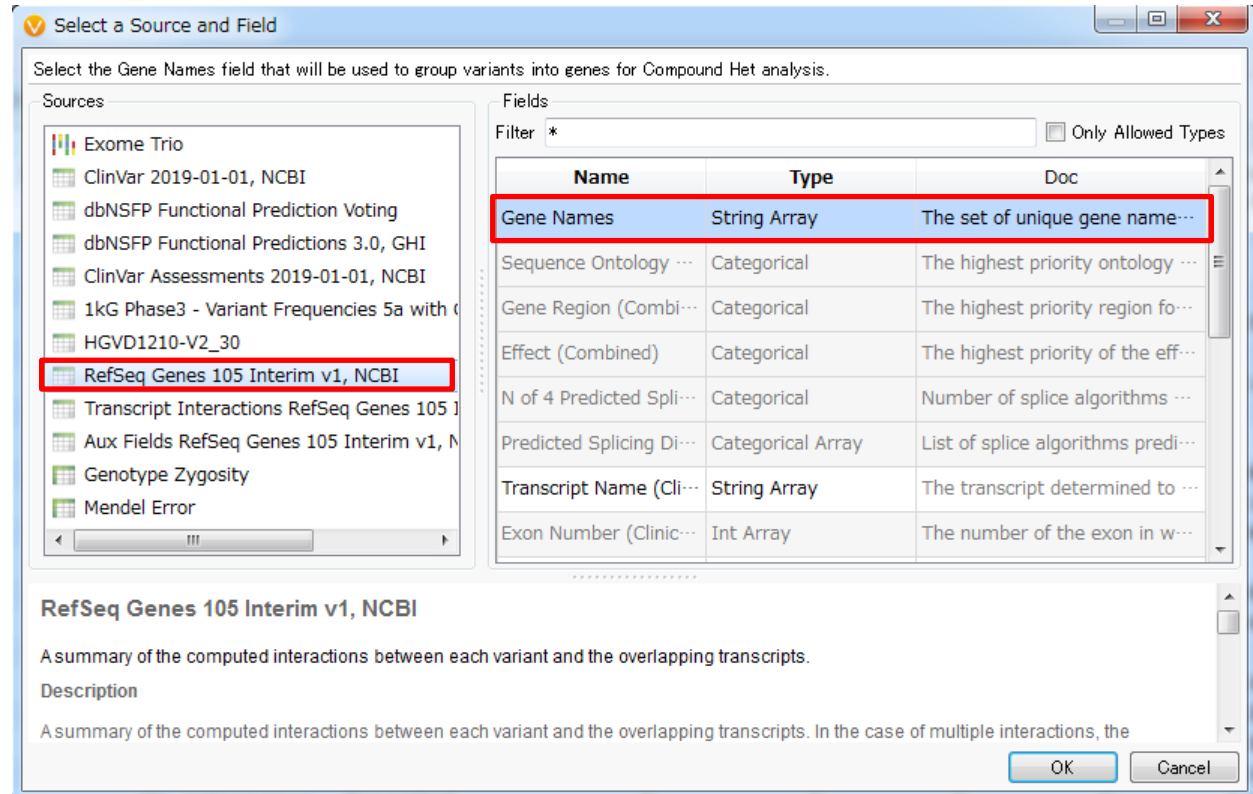 Select a Source and Field
Select the Gene Names field that will be used to group variants into genes for Compound Het analysis.
Sources
Exome Trio
ClinVar 2019-01-01, NCBI
dbNSFP Functional Prediction Voting
dbNSFP Functional Predictions 3.0, GHI
ClinVar Assessments 2019-01-01, NCBI
1kG Phase3 - Variant Frequencies 5a with
HGVD1210-V2_30
RefSeq Genes 105 Interim v1, NCBI
Transcript Interactions RefSeq Genes 105
Aux Fields RefSeq Genes 105 Interim v1, N
Genotype Zygosity
Mendel Error
Fields
Filter * Only Allowed Types
Name Type Doc
Gene Names String Array The set of unique gene name···
Sequence Ontology ··· Categorical The highest priority ontology ···
Gene Region (Combi··· Categorical The highest priority region fo···
Effect (Combined) Categorical The highest priority of the eff···
N of 4 Predicted Spli··· Categorical Number of splice algorithms ···
Predicted Splicing Di··· Categorical Array List of splice algorithms predi···
Transcript Name (Cli··· String Array The transcript determined to ···
Exon Number (Clinic··· Int Array The number of the exon in w···
RefSeq Genes 105 Interim v1, NCBI
A summary of the computed interactions between each variant and the overlapping transcripts.
Description
A summary of the computed interactions between each variant and the overlapping transcripts. In the case of multiple interactions, the
OK Cancel